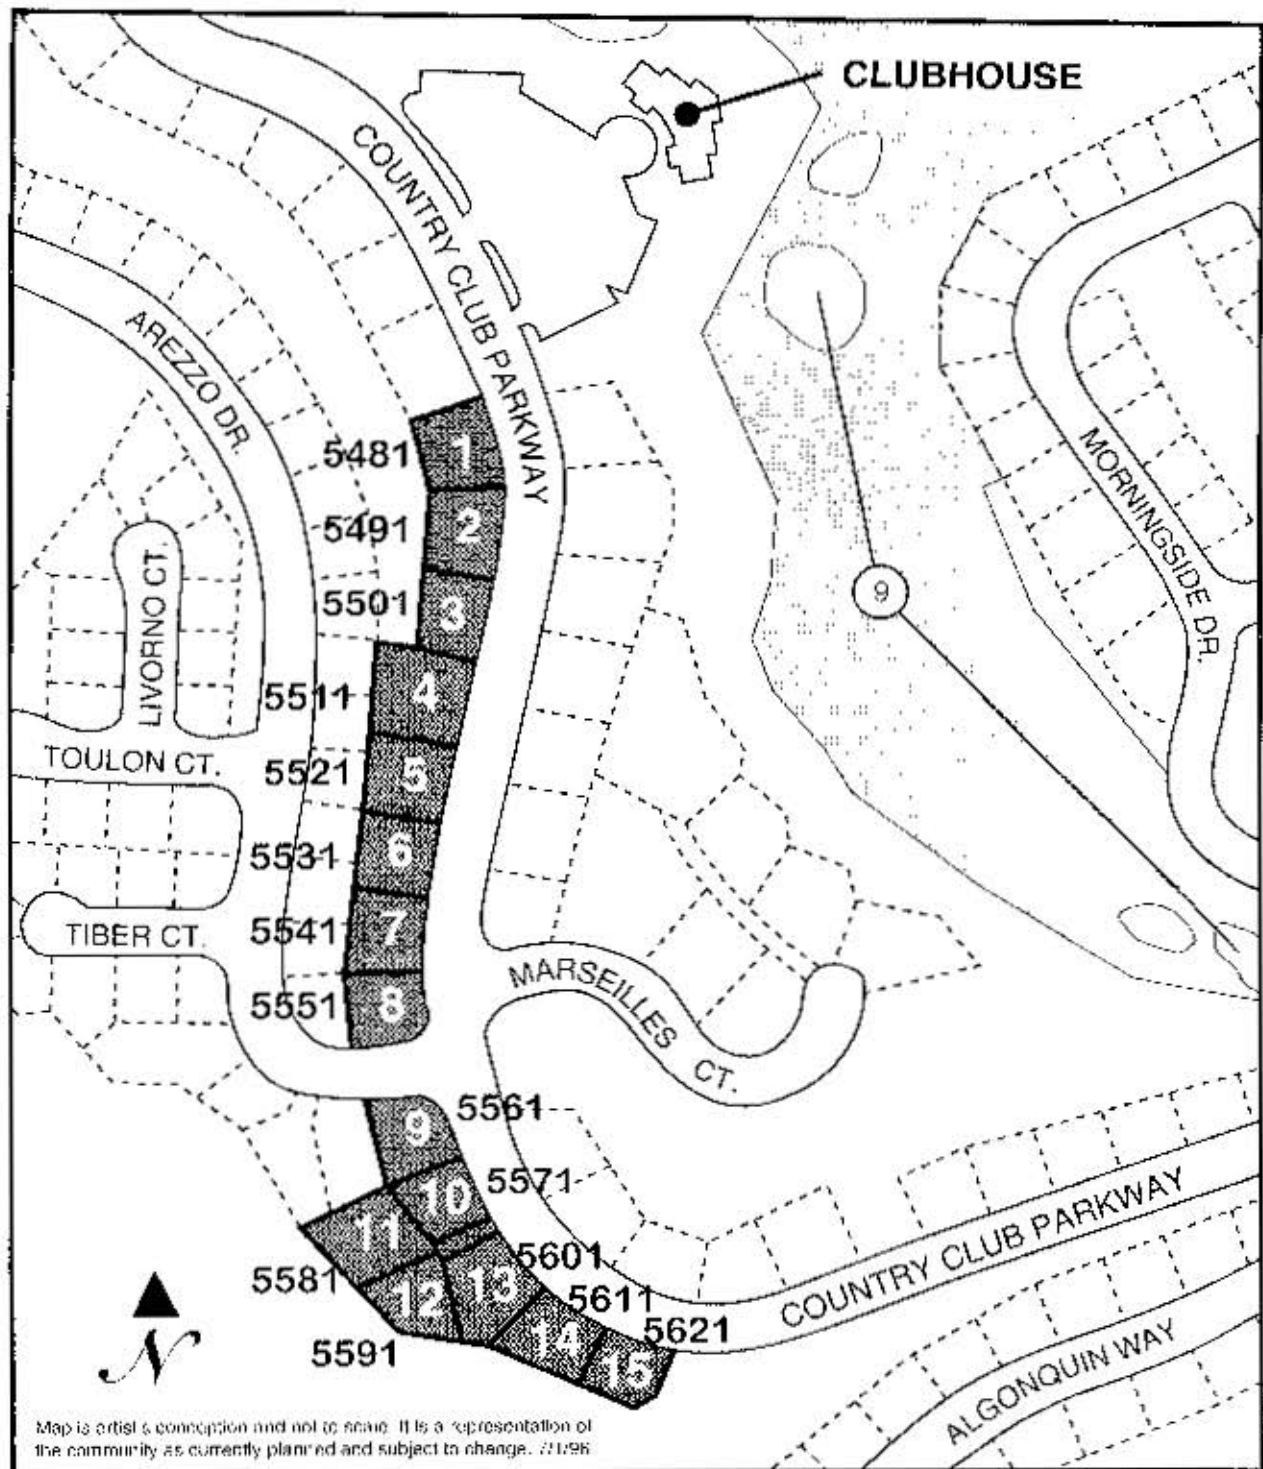 CLUBHOUSE
COUNTRY CLUB PARKWAY
AREZZO DR.
MORNINGSIDE DR.
5481 1
5491 2
5501 3
9
LIVORNO CT.
5511 4
TOULON CT.
5521 5
5531 6
TIBER CT.
5541 7
MARSEILLES CT.
5551 8
9 5561
10 5571
11
5581
12
5591
13 5601
14 5611
15 5621
COUNTRY CLUB PARKWAY
ALGONQUIN WAY
N
Map is artist's conception and not to scale. It is a representation of
the community as currently planned and subject to change. 7/1/96